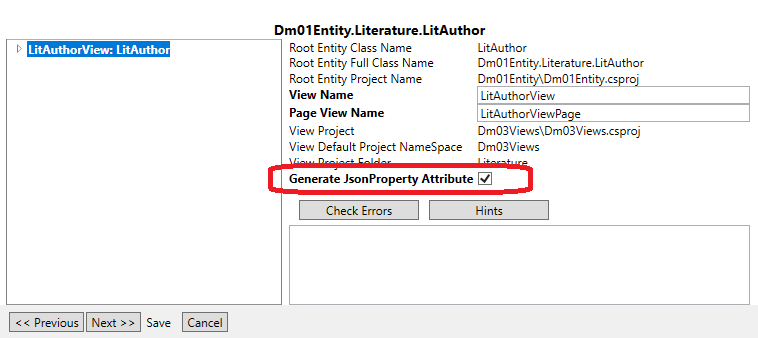 Dm01Entity.Literature.LitAuthor
LitAuthorView: LitAuthor
Root Entity Class Name LitAuthor
Root Entity Full Class Name Dm01Entity.Literature.LitAuthor
Root Entity Project Name Dm01Entity\Dm01Entity.csproj
View Name LitAuthorView
Page View Name LitAuthorViewPage
View Project Dm03Views\Dm03Views.csproj
View Default Project NameSpace Dm03Views
View Project Folder Literature
Generate JsonProperty Attribute
Check Errors Hints
<< Previous Next >> Save Cancel